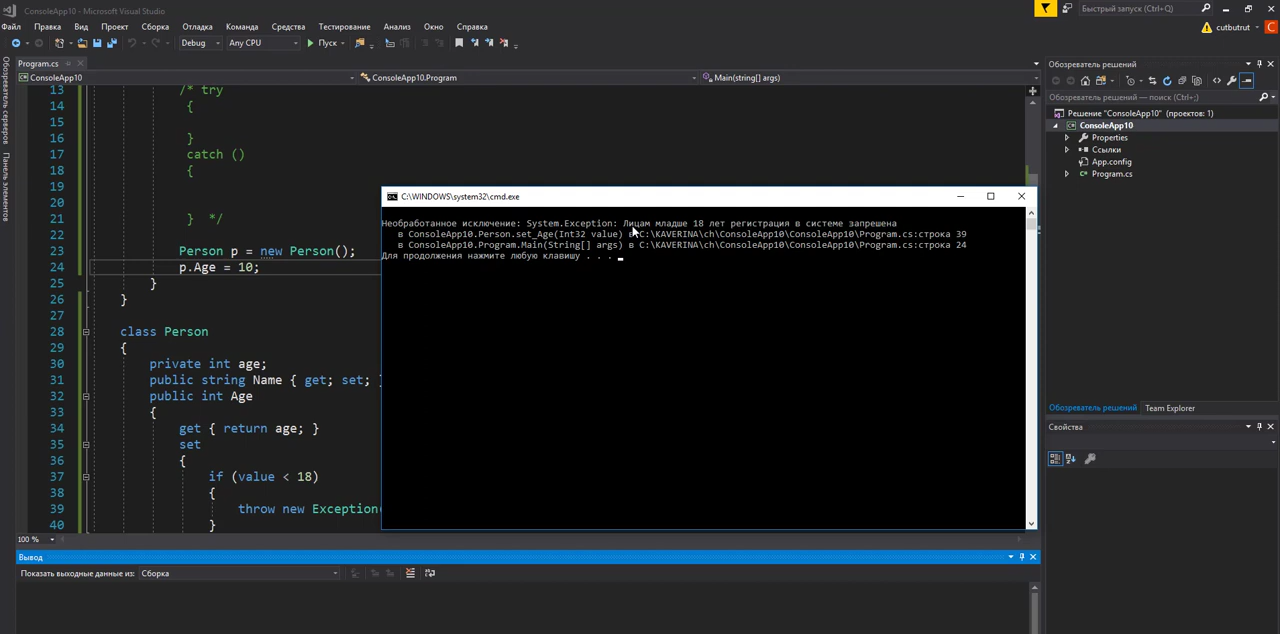 ConsoleApp10 - Microsoft Visual Studio
Быстрый запуск (Ctrl+Q)
Файл Правка Вид Проект Сборка Отладка Команда Средства Тестирование Анализ Окно Справка
cutbutrut
C
Debug Any CPU Пуск
Обозреватель серверов
Панель элементов
Program.cs
ConsoleApp10 ConsoleApp10.Program Main(string[] args)
13 /* try
14 {
15
16 }
17 catch ()
18 {
19
20
21 } */
22
23 Person p = new Person();
24 p.Age = 10;
25 }
26 }
27
28 class Person
29 {
30 private int age;
31 public string Name { get; set; }
32 public int Age
33 {
34 get { return age; }
35 set
36 {
37 if (value < 18)
38 {
39 throw new Exception(
40 }
100 %
C:\WINDOWS\system32\cmd.exe
Необработанное исключение: System.Exception: Лицам младше 18 лет регистрация в системе запрещена
в ConsoleApp10.Person.set_Age(Int32 value) в C:\KAVERINA\ch\ConsoleApp10\ConsoleApp10\Program.cs:строка 39
в ConsoleApp10.Program.Main(String[] args) в C:\KAVERINA\ch\ConsoleApp10\ConsoleApp10\Program.cs:строка 24
Для продолжения нажмите любую клавишу . . .
Обозреватель решений
Обозреватель решений — поиск (Ctrl+;)
Решение "ConsoleApp10" (проектов: 1)
ConsoleApp10
Properties
Ссылки
App.config
Program.cs
Обозреватель решений Team Explorer
Свойства
Вывод
Показать выходные данные из: Сборка